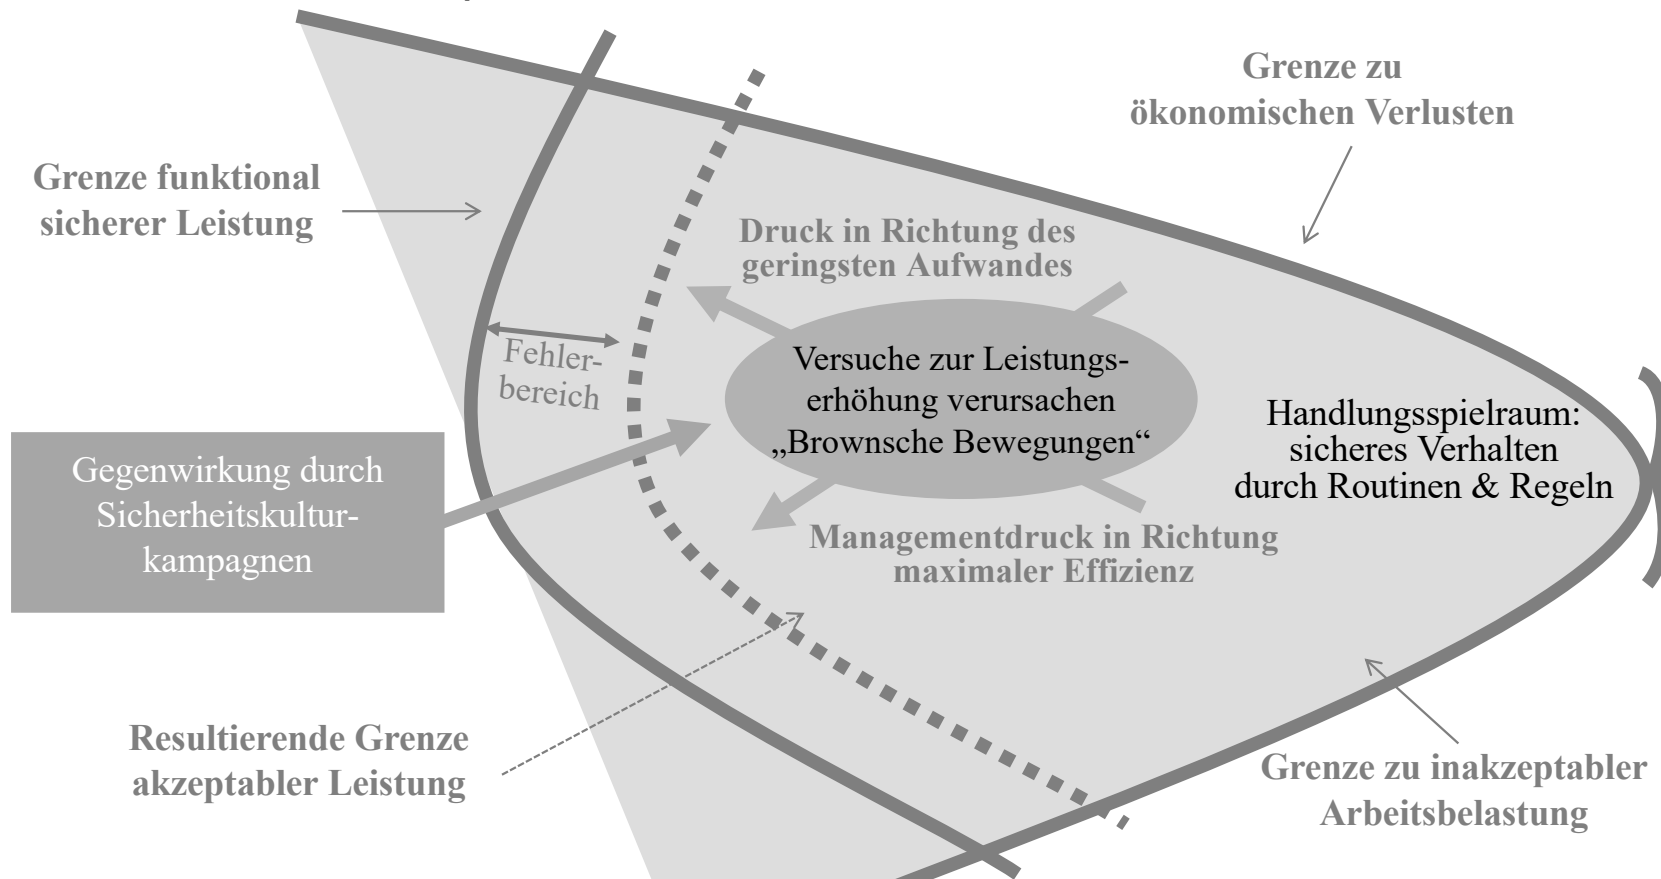 Grenze zu
ökonomischen Verlusten
Grenze funktional
sicherer Leistung
Druck in Richtung des
geringsten Aufwandes
Fehler-
bereich
Versuche zur Leistungs-
erhöhung verursachen
„Brownsche Bewegungen“
Handlungsspielraum:
sicheres Verhalten
durch Routinen & Regeln
Gegenwirkung durch
Sicherheitskultur-
kampagnen
Managementdruck in Richtung
maximaler Effizienz
Resultierende Grenze
akzeptabler Leistung
Grenze zu inakzeptabler
Arbeitsbelastung